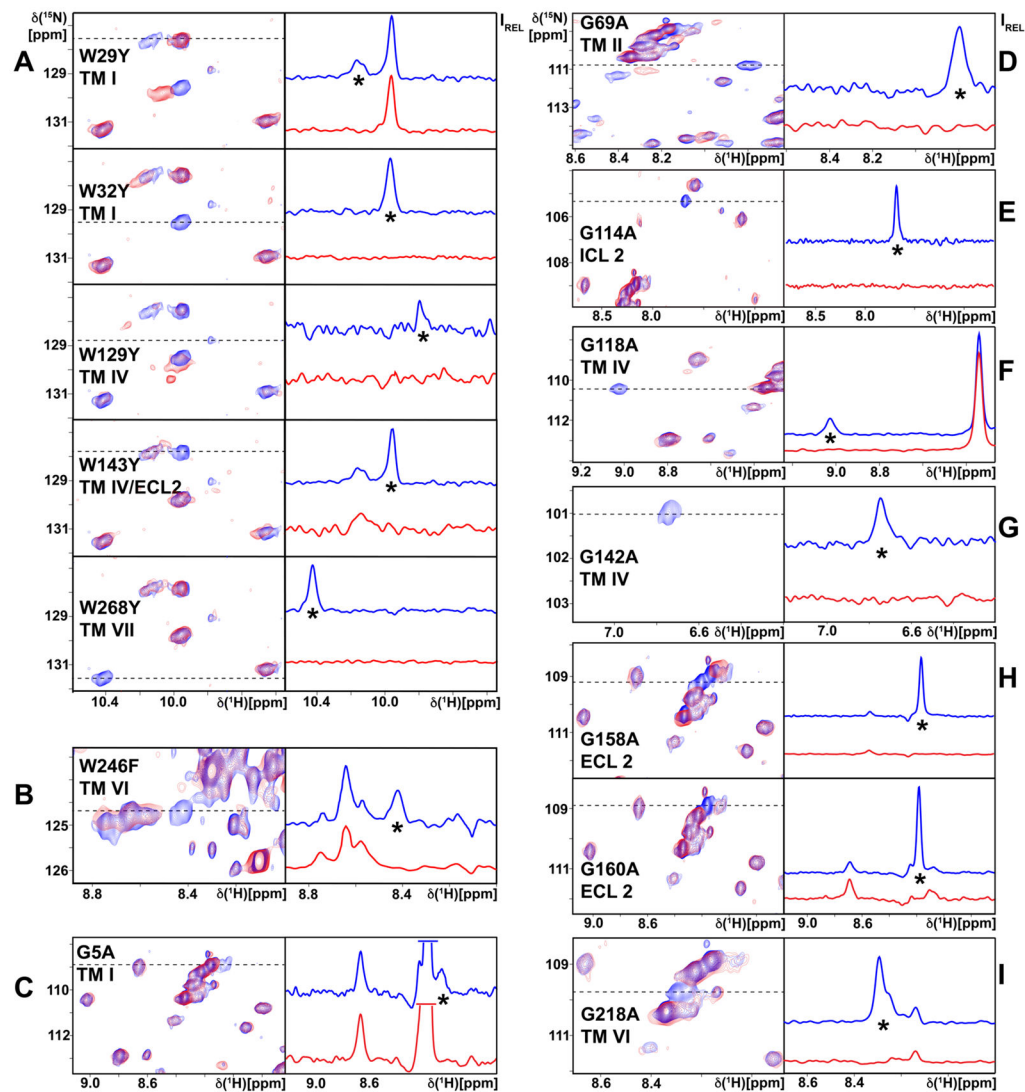 δ(¹⁵N)
[ppm]
I_REL
A
W29Y
TM I
129
131
*
W32Y
TM I
129
131
*
W129Y
TM IV
129
131
*
W143Y
TM IV/ECL2
129
131
*
W268Y
TM VII
129
131
*
10.4
10.0
δ(¹H)[ppm]
10.4
10.0
δ(¹H)[ppm]
B
W246F
TM VI
125
126
*
8.8
8.4
δ(¹H)[ppm]
8.8
8.4
δ(¹H)[ppm]
C
G5A
TM I
110
112
*
9.0
8.6
δ(¹H)[ppm]
9.0
8.6
δ(¹H)[ppm]
δ(¹⁵N)
[ppm]
I_REL
G69A
TM II
D
111
113
*
8.6
8.4
8.2
δ(¹H)[ppm]
8.4
8.2
δ(¹H)[ppm]
E
106
108
G114A
ICL 2
*
8.5
8.0
δ(¹H)[ppm]
8.0
δ(¹H)[ppm]
G118A
TM IV
F
110
112
*
9.2
9.0
8.8
δ(¹H)[ppm]
9.0
8.8
δ(¹H)[ppm]
G
101
102
103
G142A
TM IV
*
7.0
6.6
δ(¹H)[ppm]
7.0
6.6
δ(¹H)[ppm]
H
109
111
G158A
ECL 2
*
109
111
G160A
ECL 2
*
9.0
8.6
δ(¹H)[ppm]
9.0
8.6
δ(¹H)[ppm]
I
109
111
G218A
TM VI
*
8.6
8.4
δ(¹H)[ppm]
8.6
8.4
δ(¹H)[ppm]